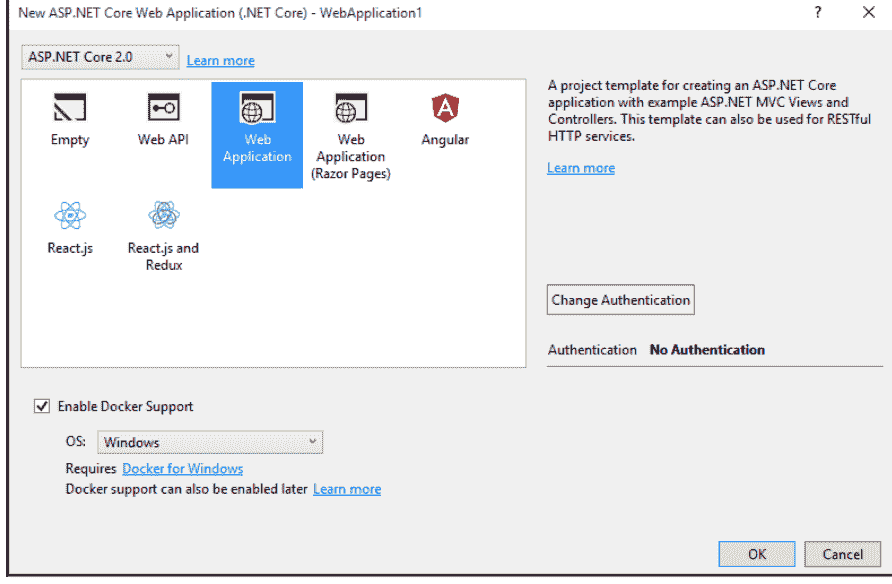 New ASP.NET Core Web Application (.NET Core) - WebApplication1
?
ASP.NET Core 2.0
Learn more
Empty
Web API
Web
Application
Web
Application
(Razor Pages)
Angular
React.js
React.js and
Redux
A project template for creating an ASP.NET Core
application with example ASP.NET MVC Views and
Controllers. This template can also be used for RESTful
HTTP services.
Learn more
Change Authentication
Authentication No Authentication
Enable Docker Support
OS: Windows
Requires Docker for Windows
Docker support can also be enabled later Learn more
OK
Cancel